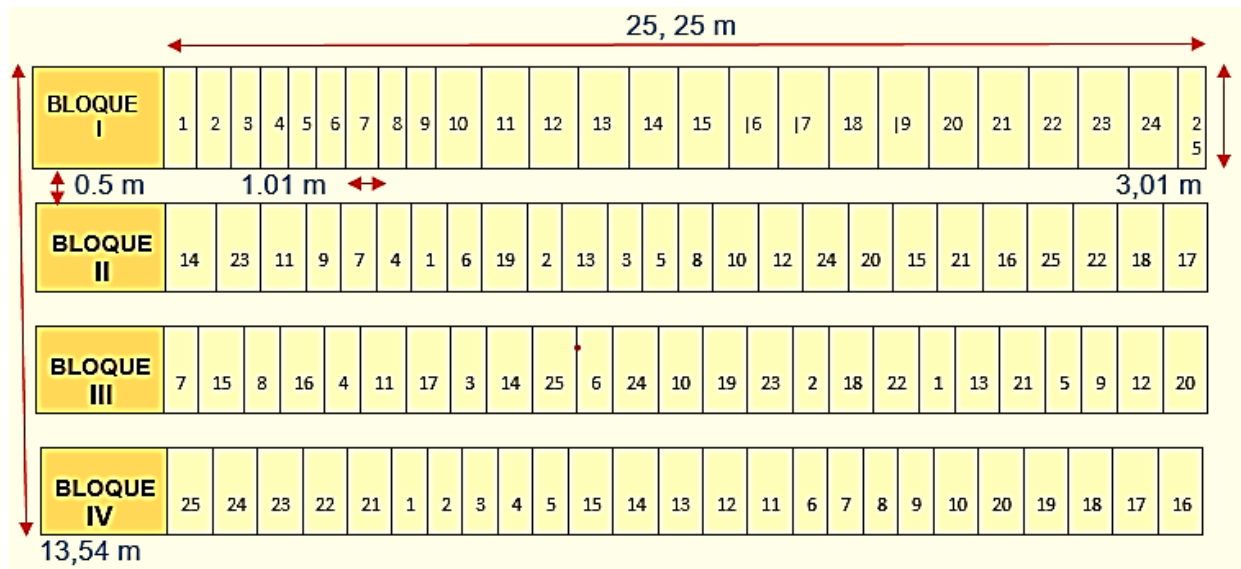 25, 25 m
BLOQUE I 1 2 3 4 5 6 7 8 9 10 11 12 13 14 15 |6 |7 18 |9 20 21 22 23 24 25
0.5 m 1.01 m 3,01 m
BLOQUE II 14 23 11 9 7 4 1 6 19 2 13 3 5 8 10 12 24 20 15 21 16 25 22 18 17
BLOQUE III 7 15 8 16 4 11 17 3 14 25 6 24 10 19 23 2 18 22 1 13 21 5 9 12 20
BLOQUE IV 25 24 23 22 21 1 2 3 4 5 15 14 13 12 11 6 7 8 9 10 20 19 18 17 16
13,54 m